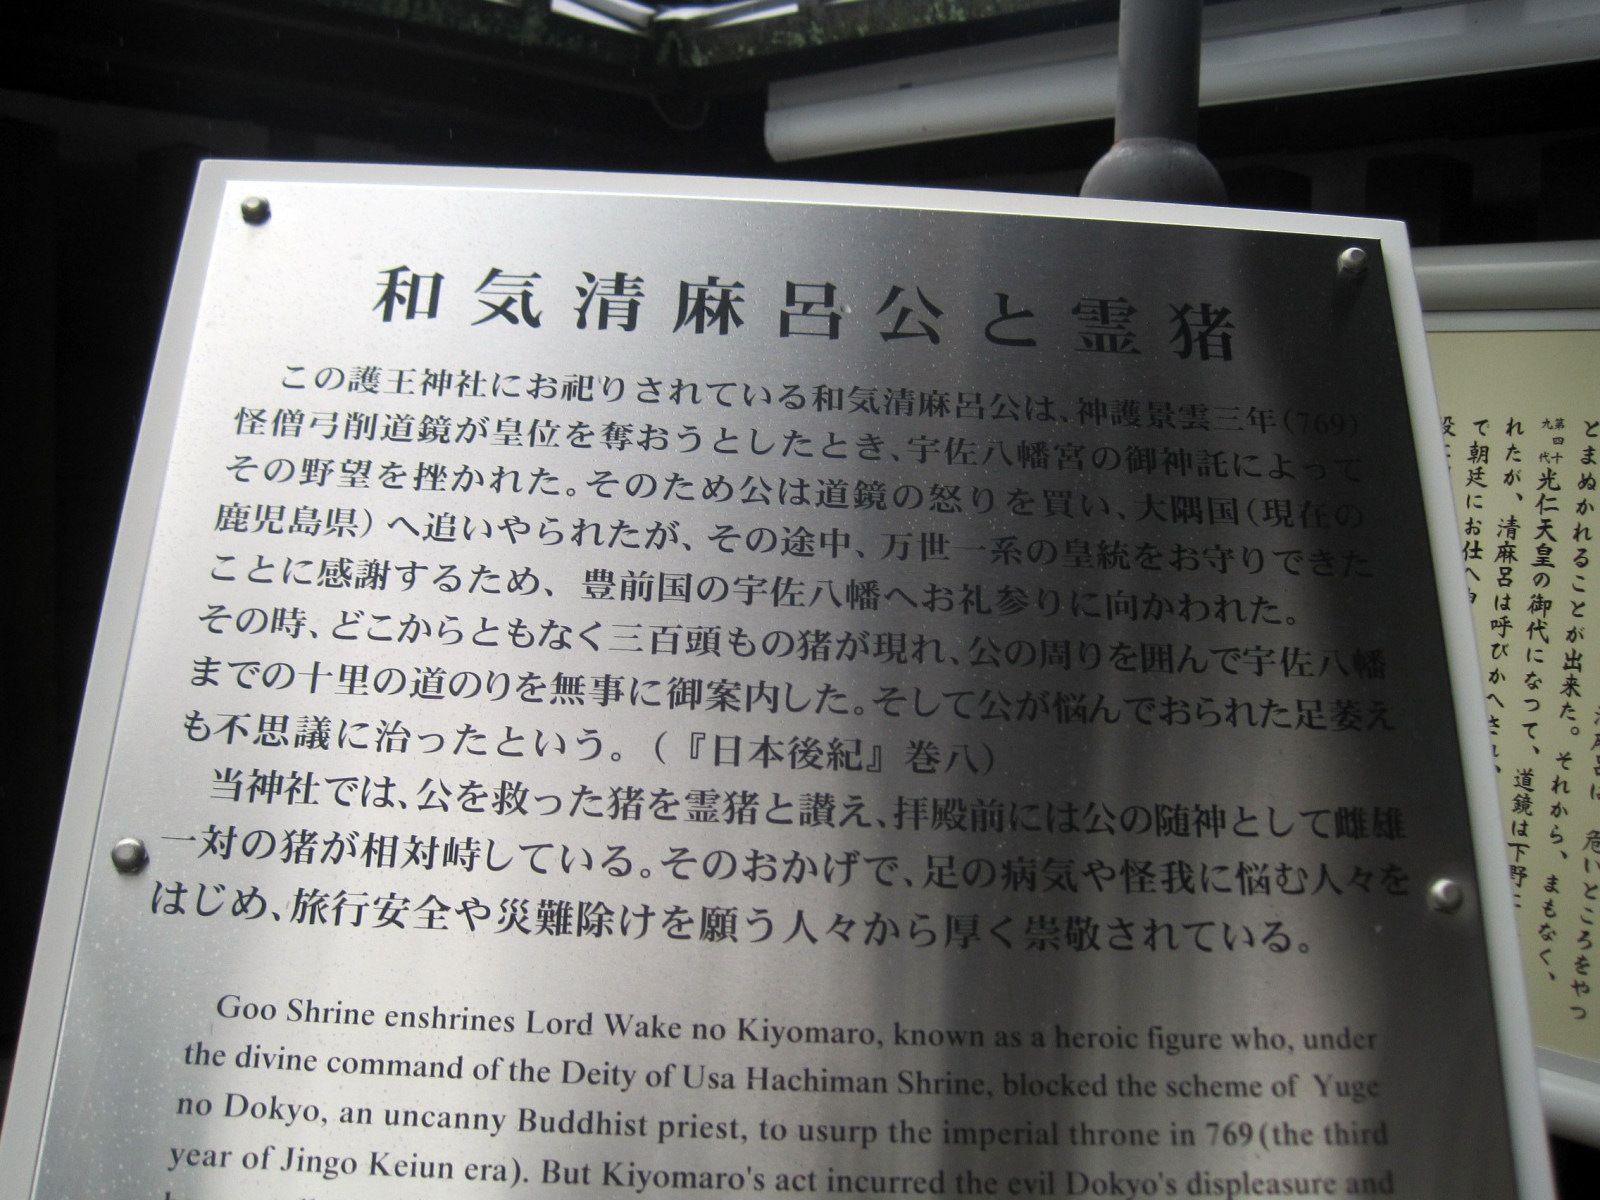 和気清麻呂公と霊猪
この護王神社にお祀りされている和気清麻呂公は、神護景雲三年(769)
怪僧弓削道鏡が皇位を奪おうとしたとき、宇佐八幡宮の御神託によって
その野望を挫かれた。そのため公は道鏡の怒りを買い、大隅国(現在の
鹿児島県)へ追いやられたが、その途中、万世一系の皇統をお守りできた
ことに感謝するため、豊前国の宇佐八幡へお礼参りに向かわれた。
その時、どこからともなく三百頭もの猪が現れ、公の周りを囲んで宇佐八幡
までの十里の道のりを無事に御案内した。そして公が悩んでおられた足萎え
も不思議に治ったという。(『日本後紀』巻八)
当神社では、公を救った猪を霊猪と讃え、拝殿前には公の随神として雌雄
一対の猪が相対峙している。そのおかげで、足の病気や怪我に悩む人々を
はじめ、旅行安全や災難除けを願う人々から厚く崇敬されている。
Goo Shrine enshrines Lord Wake no Kiyomaro, known as a heroic figure who, under
the divine command of the Deity of Usa Hachiman Shrine, blocked the scheme of Yuge
no Dokyo, an uncanny Buddhist priest, to usurp the imperial throne in 769(the third
year of Jingo Keiun era). But Kiyomaro's act incurred the evil Dokyo's displeasure and
危いところをやつ
とまぬかれることが出来た。それから、まもなく、
第四十九代光仁天皇の御代になって、道鏡は下野に
れたが、清麻呂は呼びかへされ、
で朝廷にお仕へ